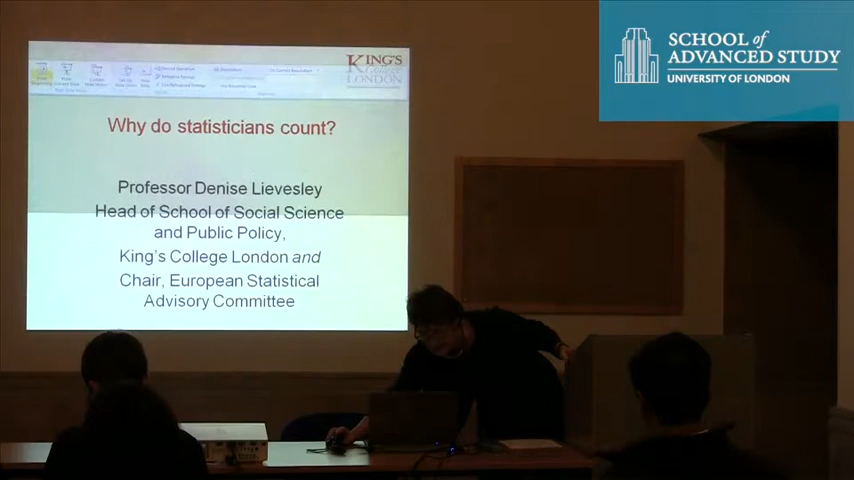 SCHOOL of
ADVANCED STUDY
UNIVERSITY OF LONDON
KING'S
College
LONDON
Why do statisticians count?
Professor Denise Lievesley
Head of School of Social Science
and Public Policy,
King's College London and
Chair, European Statistical
Advisory Committee